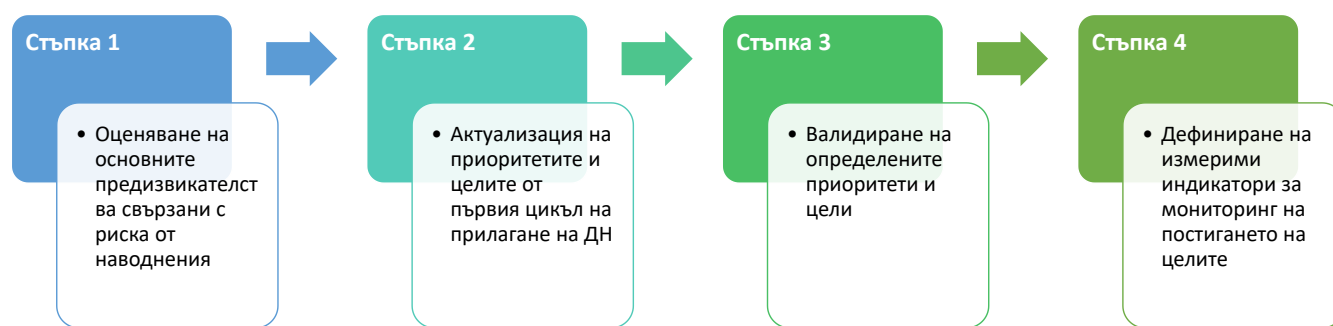 Стъпка 1
• Оценяване на
основните
предизвикателст
ва свързани с
риска от
наводнения
Стъпка 2
• Актуализация на
приоритетите и
целите от
първия цикъл на
прилагане на ДН
Стъпка 3
• Валидиране на
определените
приоритети и
цели
Стъпка 4
• Дефиниране на
измерими
индикатори за
мониторинг на
постигането на
целите